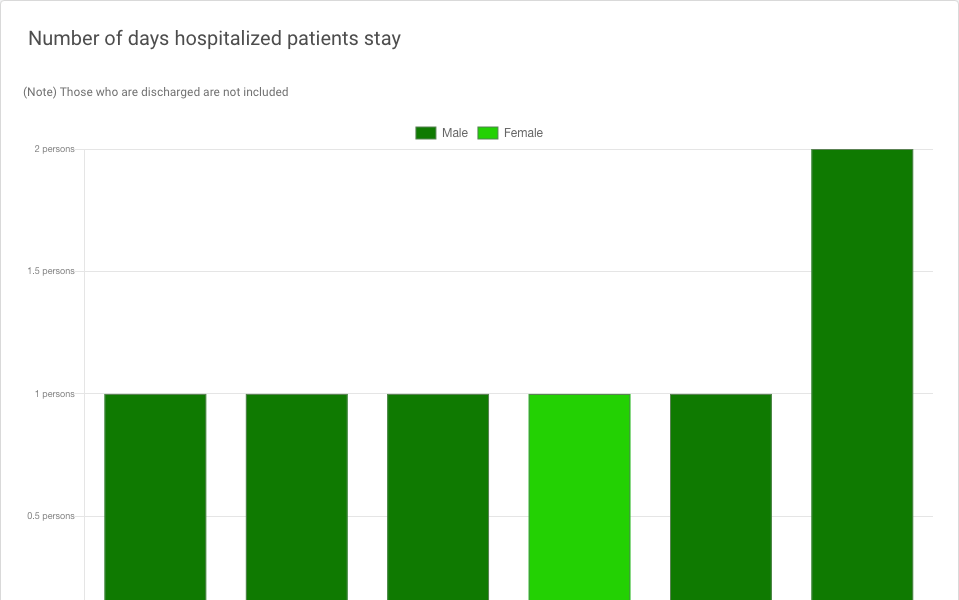 Number of days hospitalized patients stay
(Note) Those who are discharged are not included
Male Female
2 persons
1.5 persons
1 persons
0.5 persons